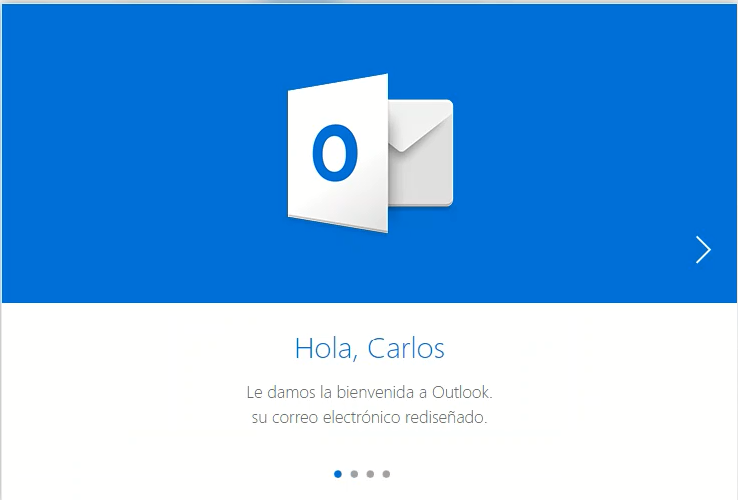 O
Hola, Carlos
Le damos la bienvenida a Outlook.
su correo electrónico rediseñado.